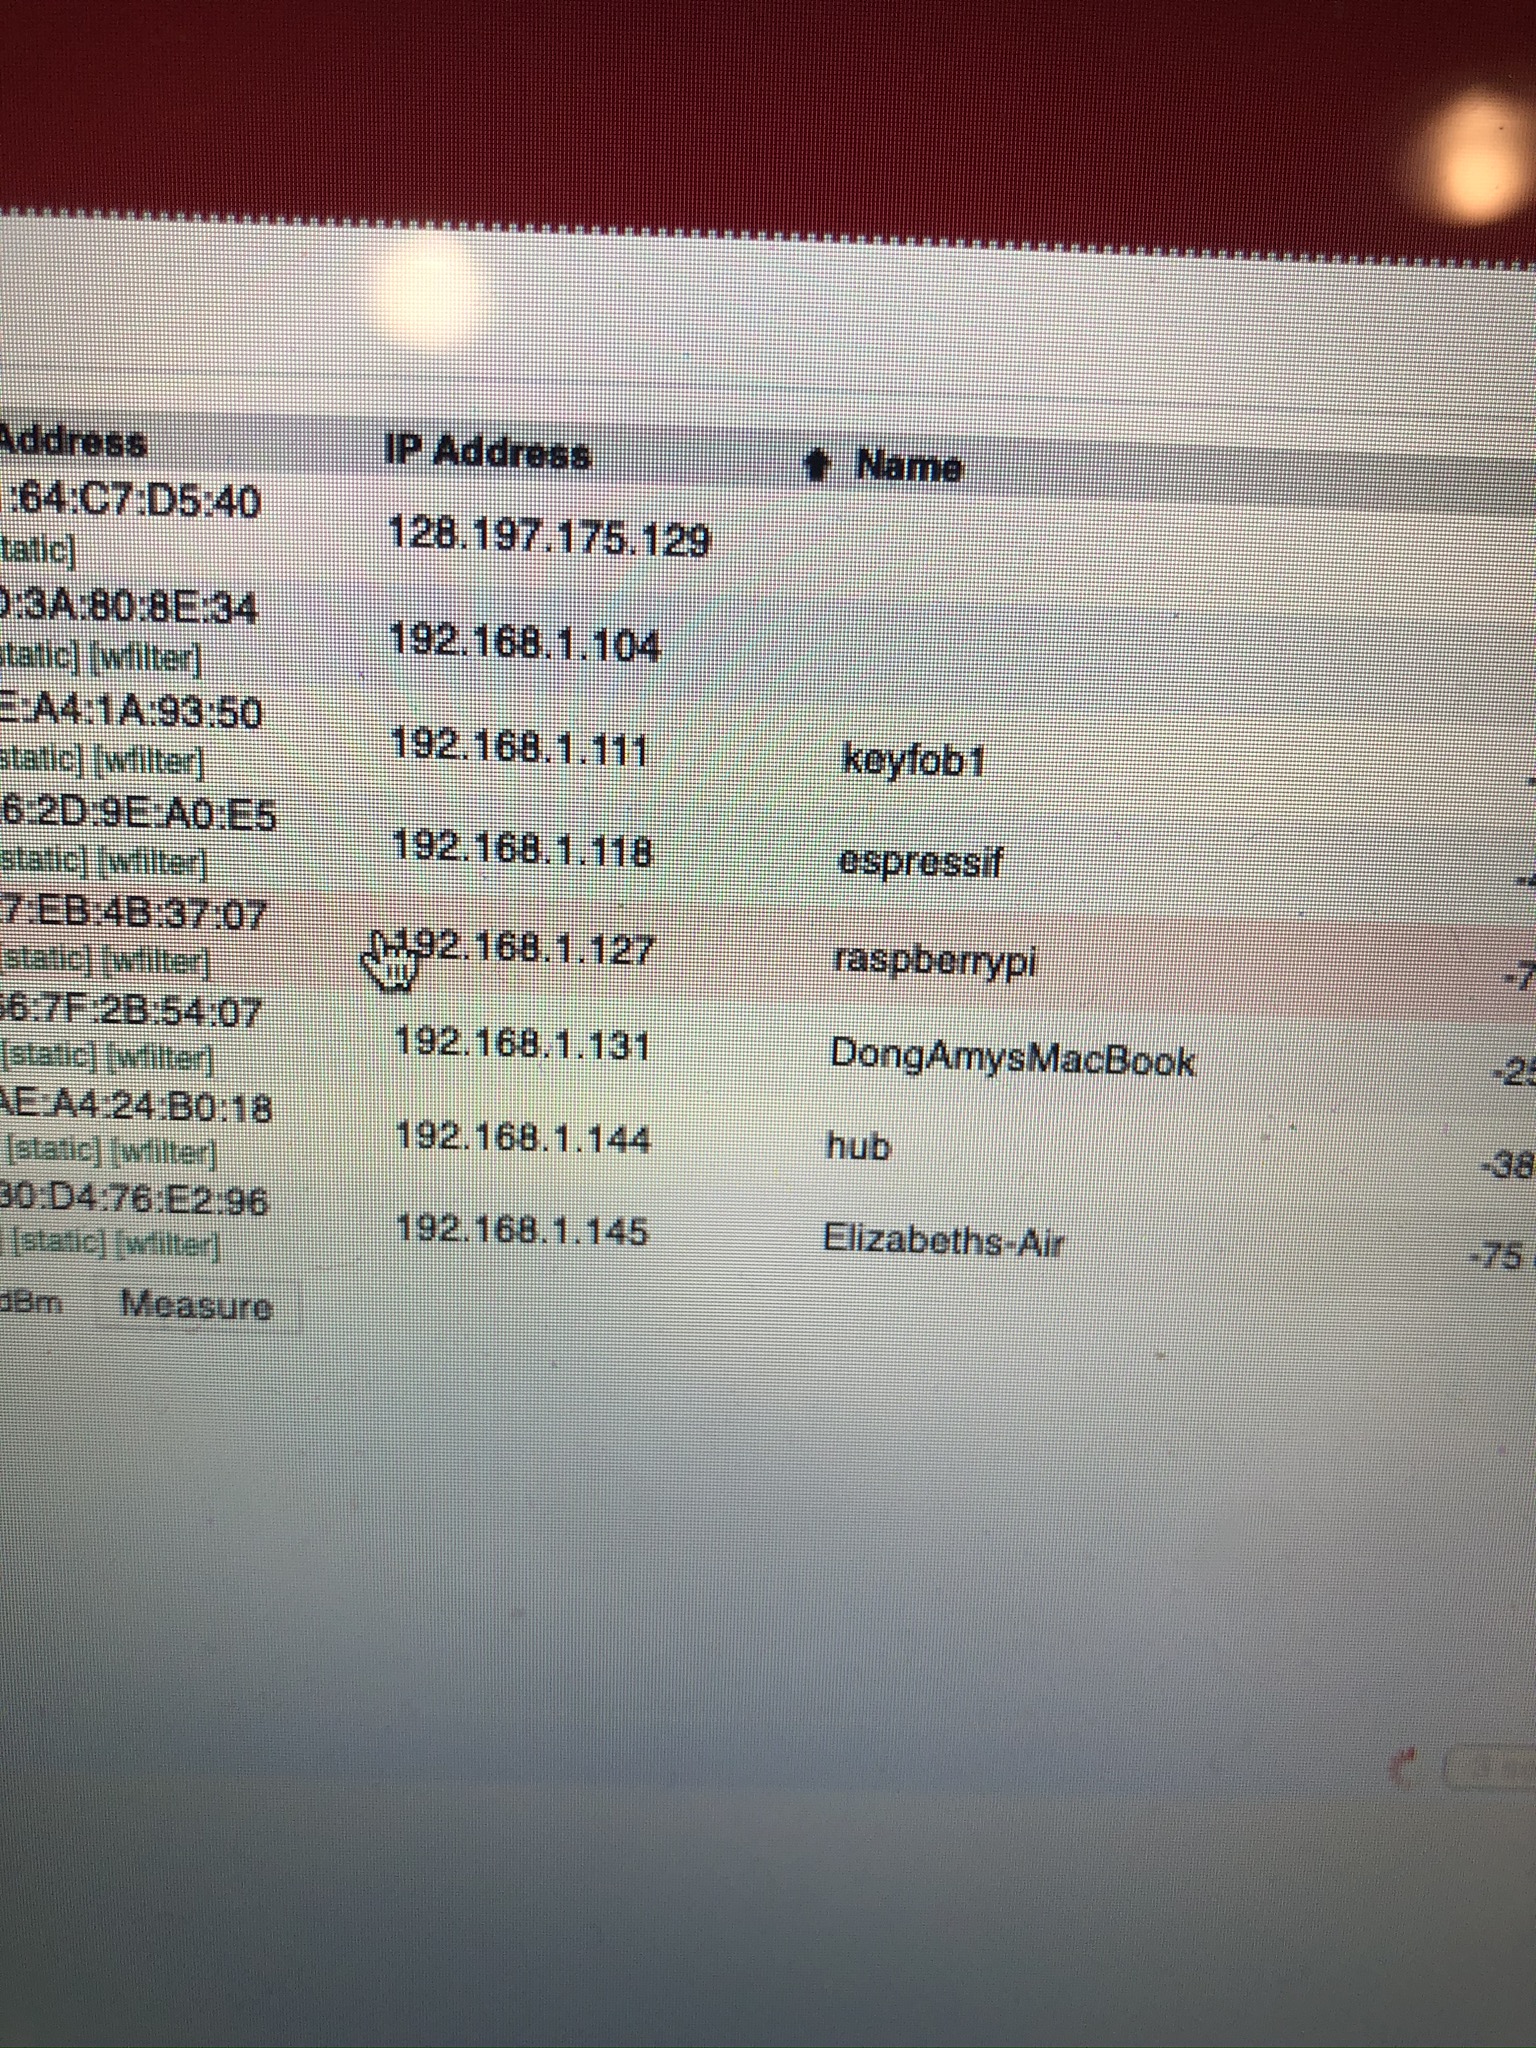 Address IP Address Name
:64:C7:D5:40 128.197.175.129
static]
:3A:80:8E:34 192.168.1.104
static] [wfilter]
E:A4:1A:93:50 192.168.1.111 keyfob1
static] [wfilter]
6:2D:9E:A0:E5 192.168.1.118 espressif
static] [wfilter]
7:EB:4B:37:07 192.168.1.127 raspberrypi -7
[static] [wfilter]
66:7F:2B:54:07 192.168.1.131 DongAmysMacBook -25
[static] [wfilter]
AE:A4:24:B0:18 192.168.1.144 hub -38
[static] [wfilter]
30:D4:76:E2:96 192.168.1.145 Elizabeths-Air -75
[static] [wfilter]
dBm Measure